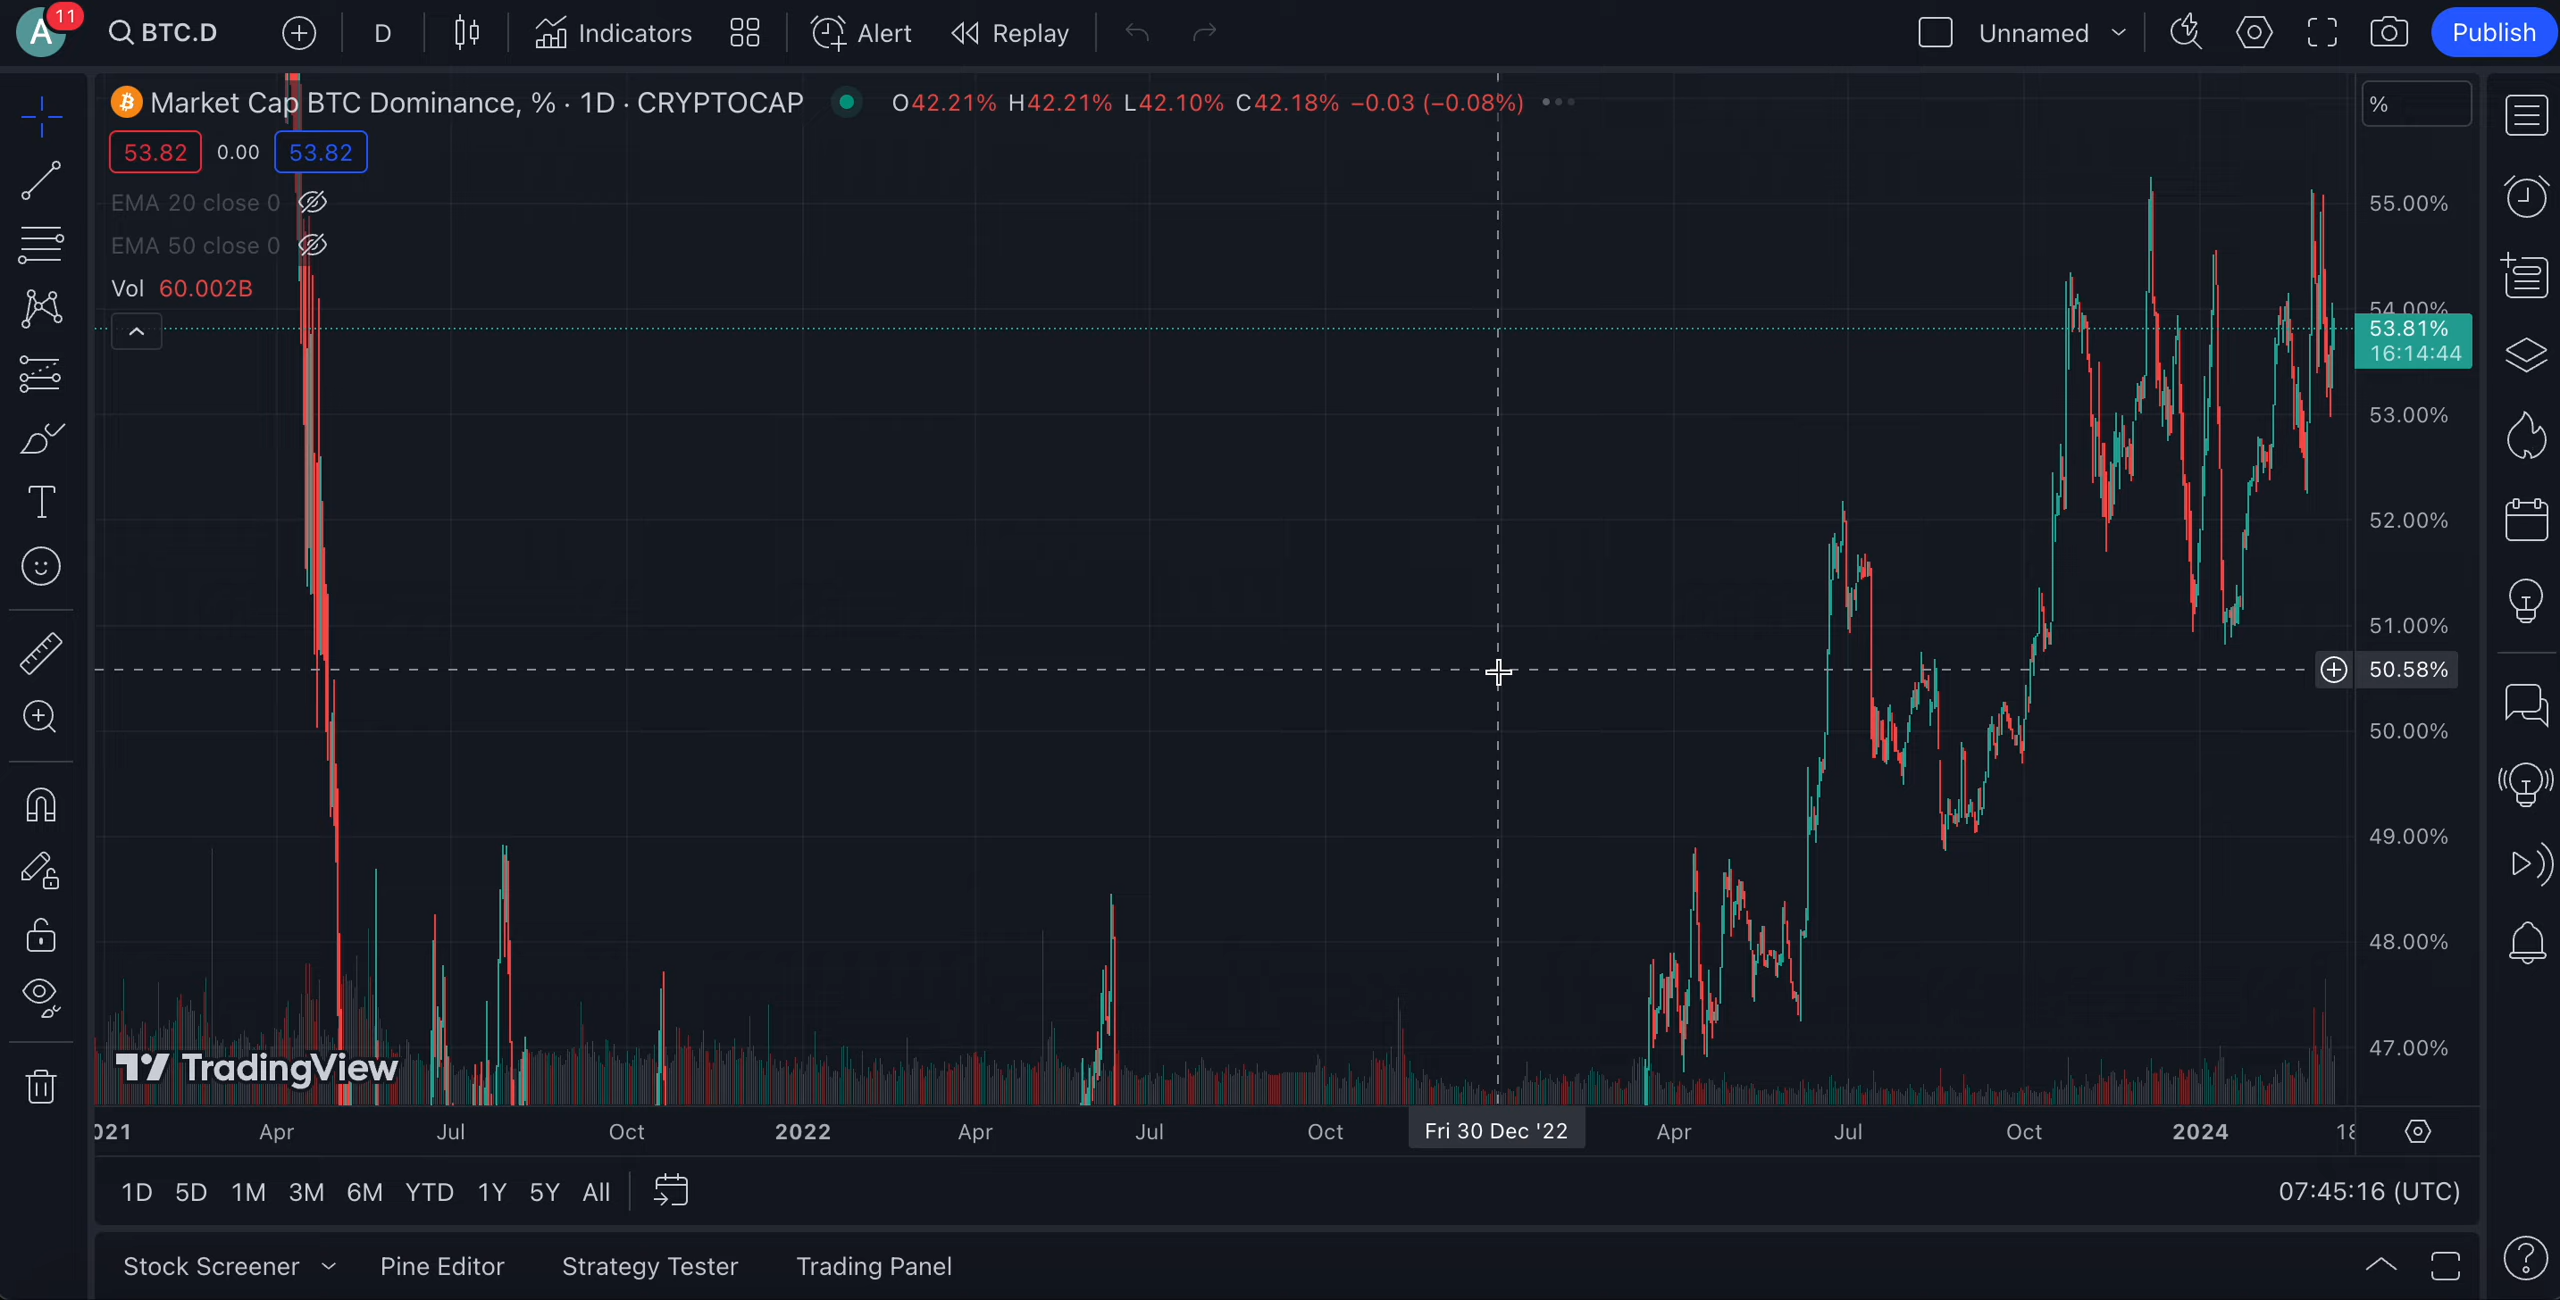 A 11 BTC.D D Indicators Alert Replay Unnamed Publish
Market Cap BTC Dominance, % · 1D · CRYPTOCAP O42.21% H42.21% L42.10% C42.18% −0.03 (−0.08%)
%
53.82 0.00 53.82
EMA 20 close 0
EMA 50 close 0
Vol 60.002B
55.00%
54.00%
53.81%
16:14:44
53.00%
52.00%
51.00%
50.58%
50.00%
49.00%
48.00%
47.00%
TradingView
021 Apr Jul Oct 2022 Apr Jul Oct Fri 30 Dec '22 Apr Jul Oct 2024 18
1D 5D 1M 3M 6M YTD 1Y 5Y All 07:45:16 (UTC)
Stock Screener Pine Editor Strategy Tester Trading Panel